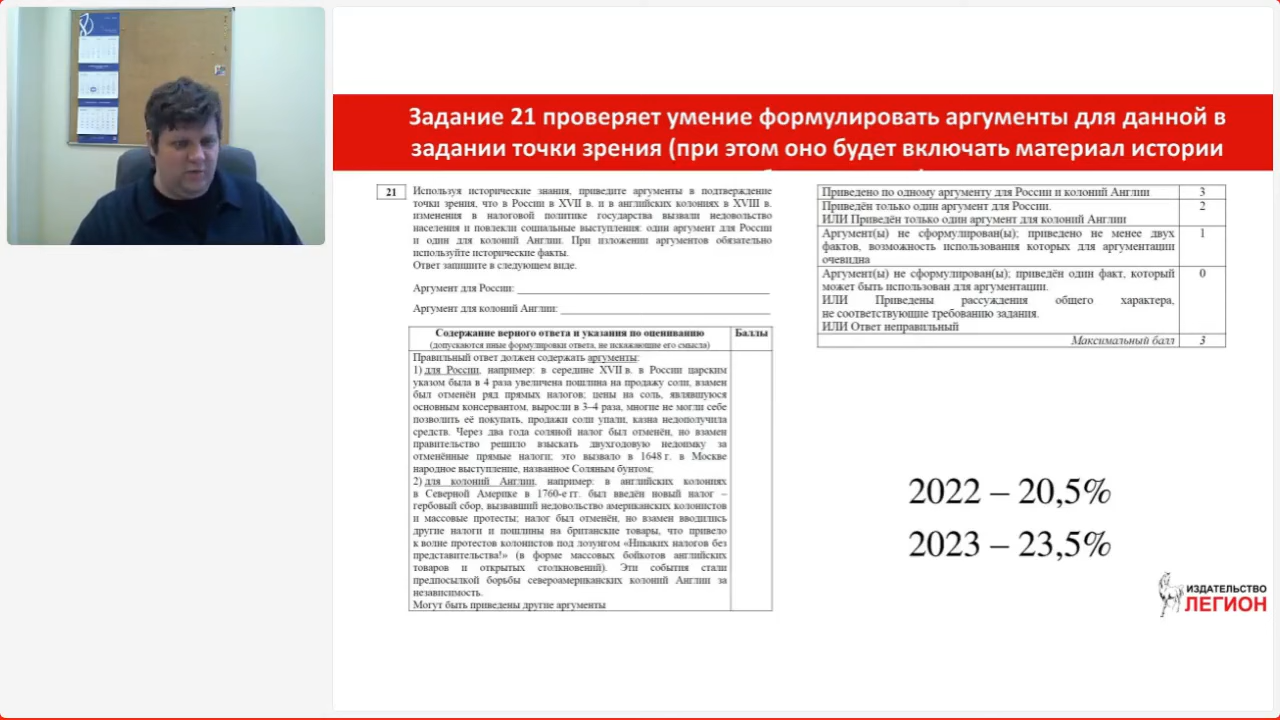 Задание 21 проверяет умение формулировать аргументы для данной в
задании точки зрения (при этом оно будет включать материал истории
21
Используя исторические знания, приведите аргументы в подтверждение
точки зрения, что в России в XVII в. и в английских колониях в XVIII в.
изменения в налоговой политике государства вызвали недовольство
населения и повлекли социальные выступления: один аргумент для России
и один для колоний Англии. При изложении аргументов обязательно
используйте исторические факты.
Ответ запишите в следующем виде.
Аргумент для России:
Аргумент для колоний Англии:
Содержание верного ответа и указания по оцениванию Баллы
(допускаются иные формулировки ответа, не искажающие его смысла)
Правильный ответ должен содержать аргументы:
1) для России, например: в середине XVII в. в России царским
указом была в 4 раза увеличена пошлина на продажу соли, взамен
был отменён ряд прямых налогов; цены на соль, являвшуюся
основным консервантом, выросли в 3–4 раза, многие не могли себе
позволить её покупать, продажи соли упали, казна недополучила
средств. Через два года соляной налог был отменён, но взамен
правительство решило взыскать двухгодовую недоимку за
отменённые прямые налоги; это вызвало в 1648 г. в Москве
народное выступление, названное Соляным бунтом;
2) для колоний Англии, например: в английских колониях
в Северной Америке в 1760-е гг. был введён новый налог –
гербовый сбор, вызвавший недовольство американских колонистов
и массовые протесты; налог был отменён, но взамен вводились
другие налоги и пошлины на британские товары, что привело
к волне протестов колонистов под лозунгом «Никаких налогов без
представительства!» (в форме массовых бойкотов английских
товаров и открытых столкновений). Эти события стали
предпосылкой борьбы североамериканских колоний Англии за
независимость.
Могут быть приведены другие аргументы
Приведено по одному аргументу для России и колоний Англии 3
Приведён только один аргумент для России. 2
ИЛИ Приведён только один аргумент для колоний Англии
Аргумент(ы) не сформулирован(ы); приведено не менее двух 1
фактов, возможность использования которых для аргументации
очевидна
Аргумент(ы) не сформулирован(ы); приведён один факт, который 0
может быть использован для аргументации.
ИЛИ Приведены рассуждения общего характера,
не соответствующие требованию задания.
ИЛИ Ответ неправильный
Максимальный балл 3
2022 – 20,5%
2023 – 23,5%
ИЗДАТЕЛЬСТВО
ЛЕГИОН